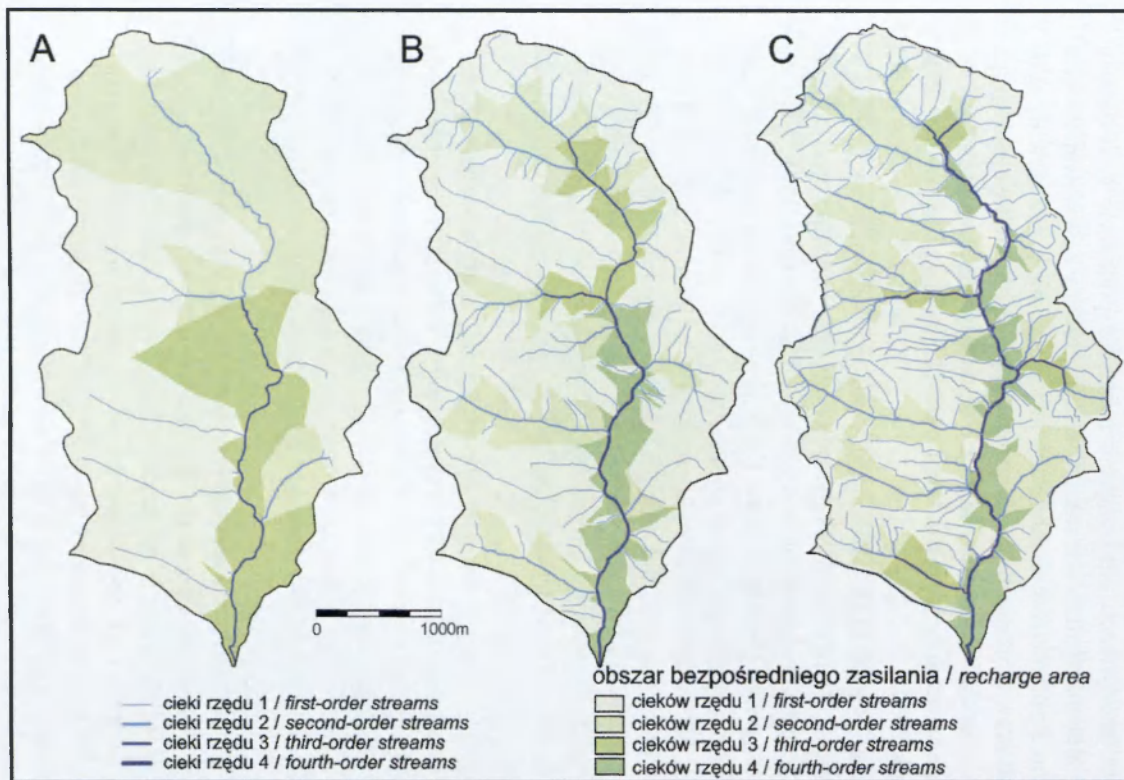 A
B
C
0 1000m
cieki rzędu 1 / first-order streams
cieki rzędu 2 / second-order streams
cieki rzędu 3 / third-order streams
cieki rzędu 4 / fourth-order streams
obszar bezpośredniego zasilania / recharge area
cieków rzędu 1 / first-order streams
cieków rzędu 2 / second-order streams
cieków rzędu 3 / third-order streams
cieków rzędu 4 / fourth-order streams